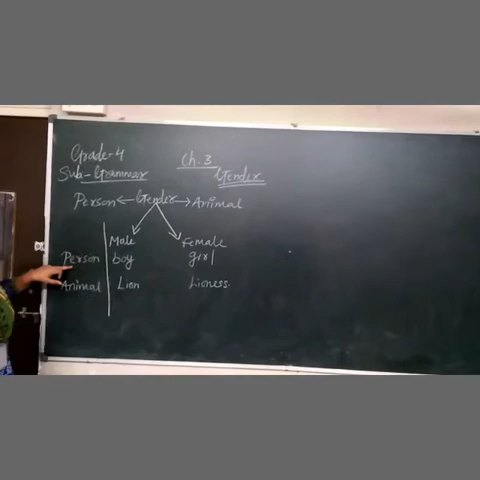 Grade-4 Ch. 3
Sub-Grammar Gender
Person ← Gender → Animal
Male Female
Person boy girl
Animal Lion Lioness